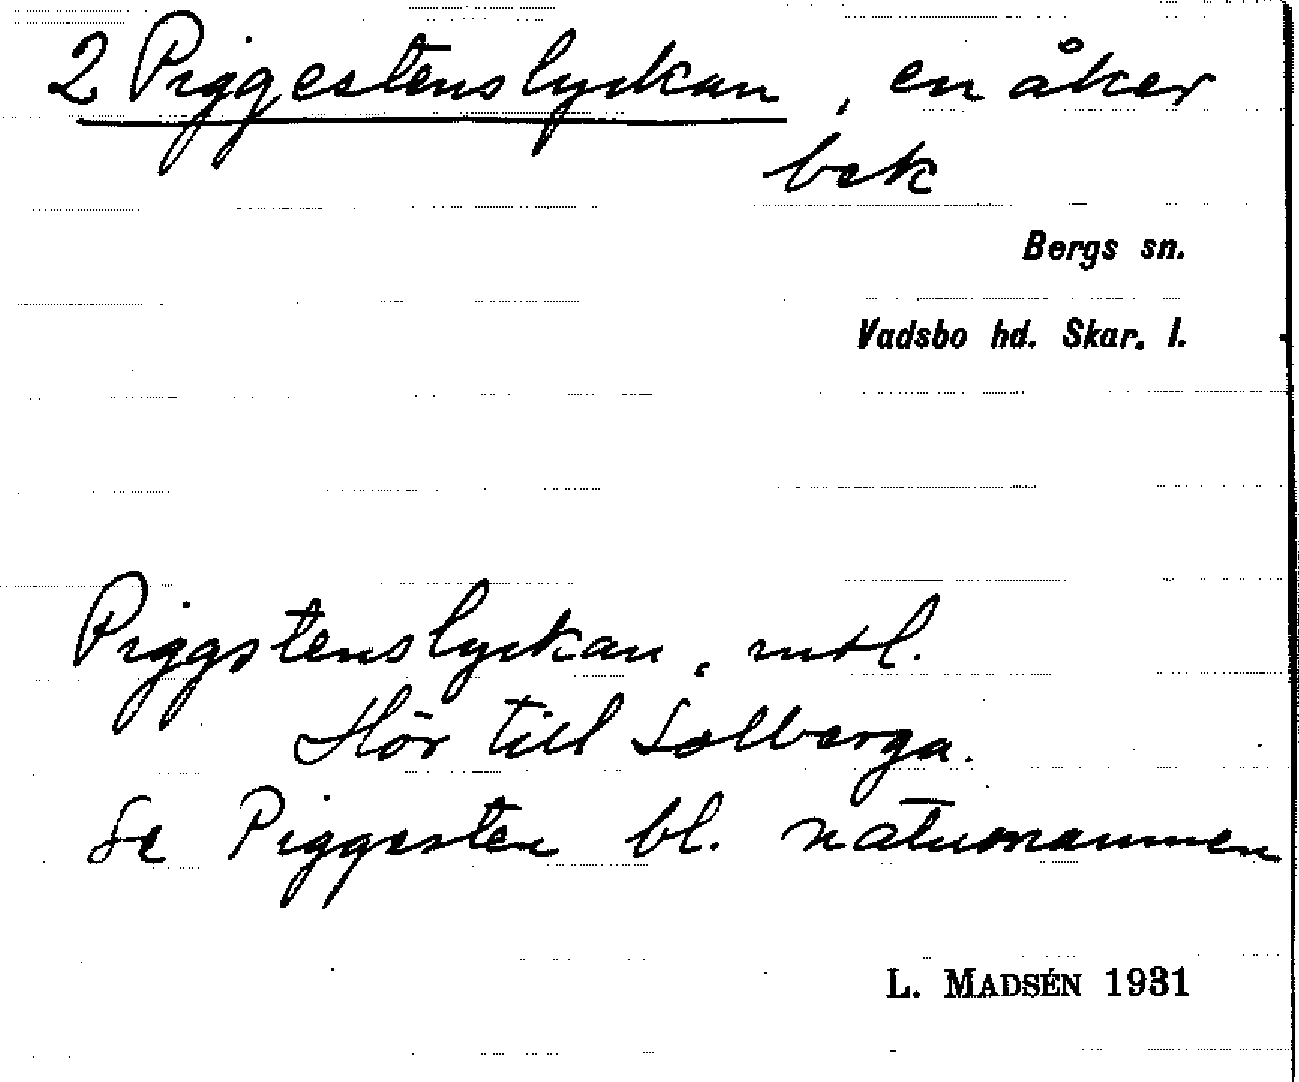 2 Piggestenslyckan, en åker
bek
Bergs sn.
Vadsbo hd. Skar. l.
Piggstenslyckan, mtl.
Hör till Solberga.
Se Piggesten bl. naturnamnen
L. MADSÉN 1931